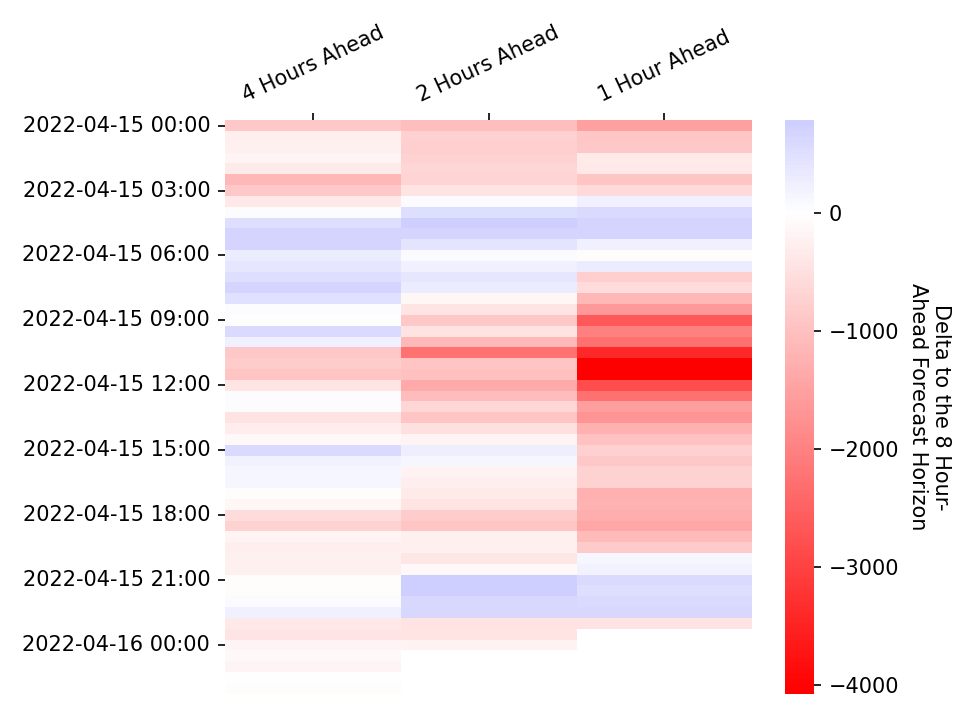 4 Hours Ahead
2 Hours Ahead
1 Hour Ahead
2022-04-15 00:00
2022-04-15 03:00
2022-04-15 06:00
2022-04-15 09:00
2022-04-15 12:00
2022-04-15 15:00
2022-04-15 18:00
2022-04-15 21:00
2022-04-16 00:00
0
−1000
−2000
−3000
−4000
Delta to the 8 Hour-
Ahead Forecast Horizon